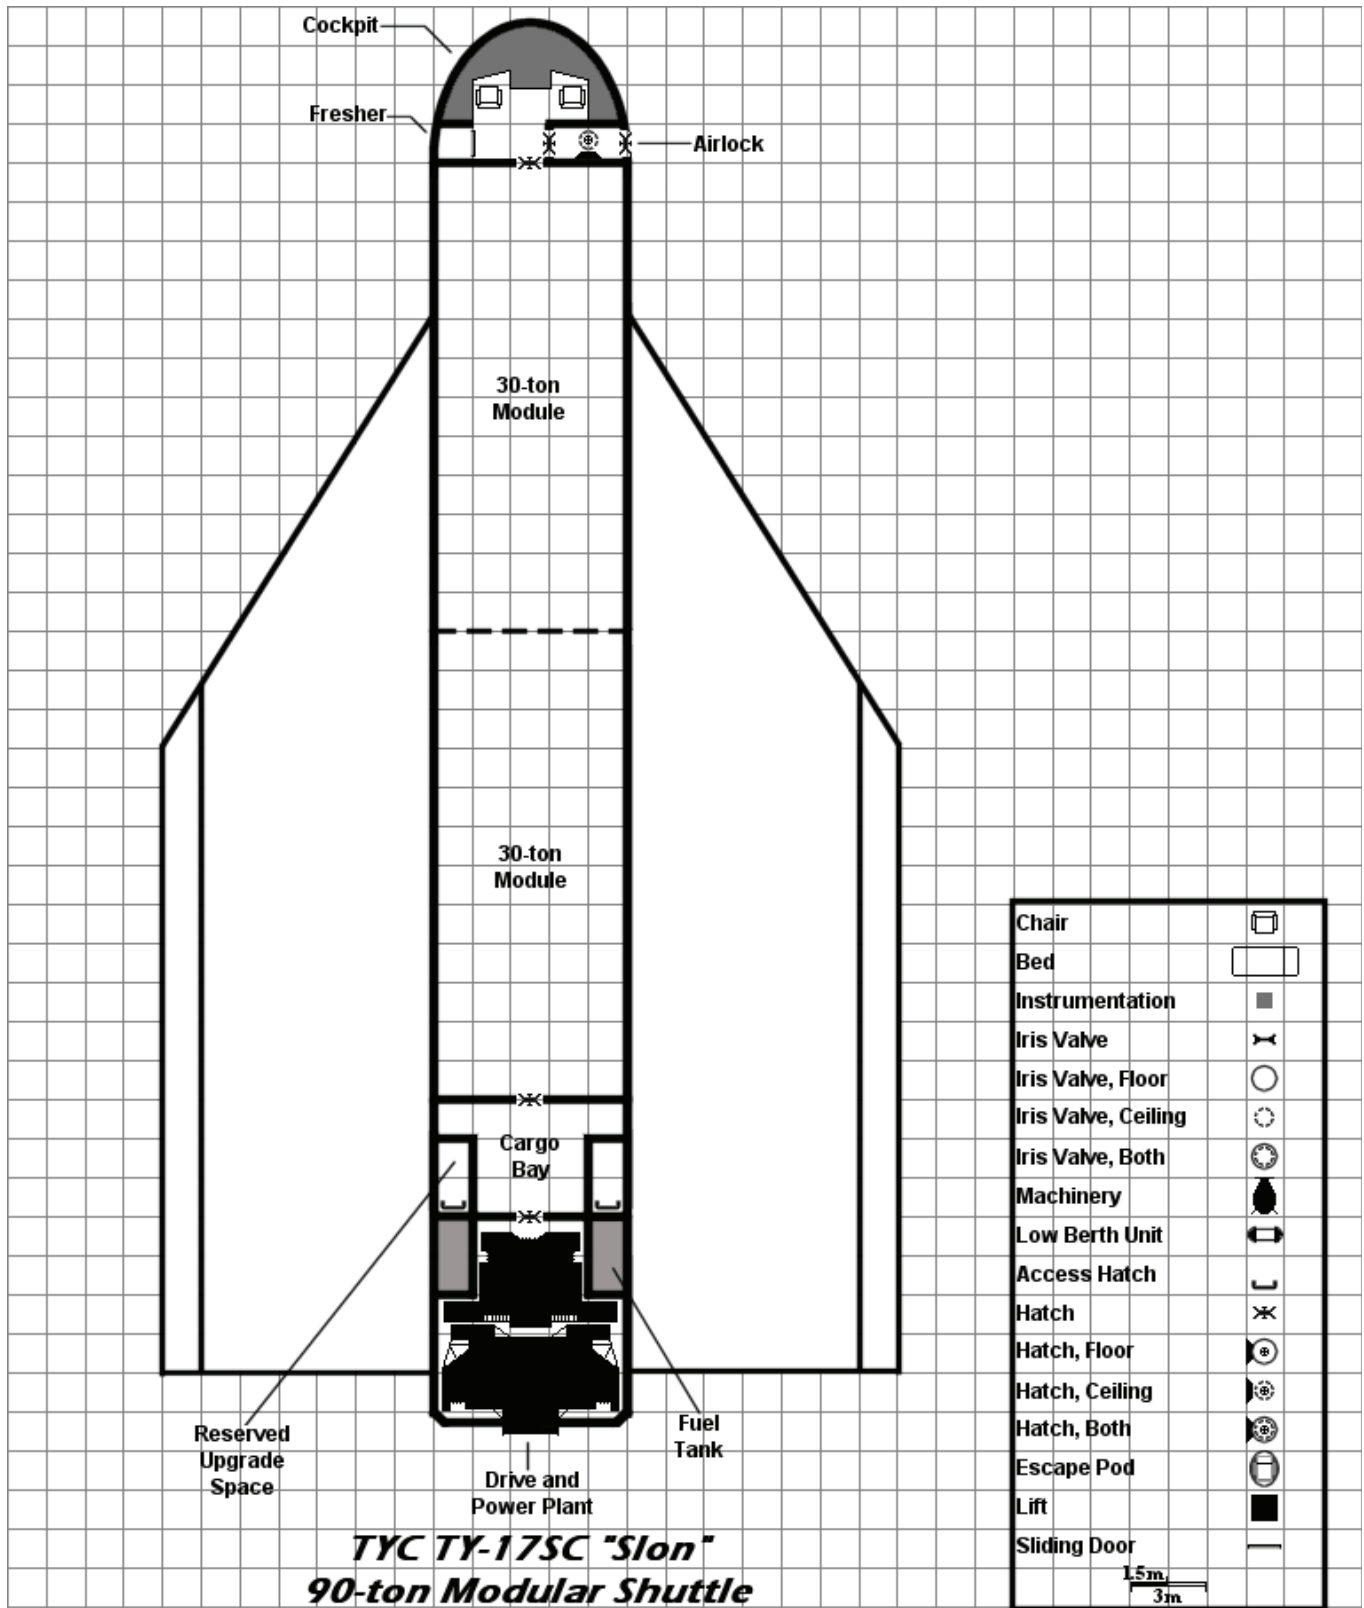 Cockpit
Fresher
Airlock
30-ton
Module
30-ton
Module
Cargo
Bay
Reserved
Upgrade
Space
Fuel
Tank
Drive and
Power Plant
TYC TY-17SC "Slon"
90-ton Modular Shuttle
Chair
Bed
Instrumentation
Iris Valve
Iris Valve, Floor
Iris Valve, Ceiling
Iris Valve, Both
Machinery
Low Berth Unit
Access Hatch
Hatch
Hatch, Floor
Hatch, Ceiling
Hatch, Both
Escape Pod
Lift
Sliding Door
1.5m
3m